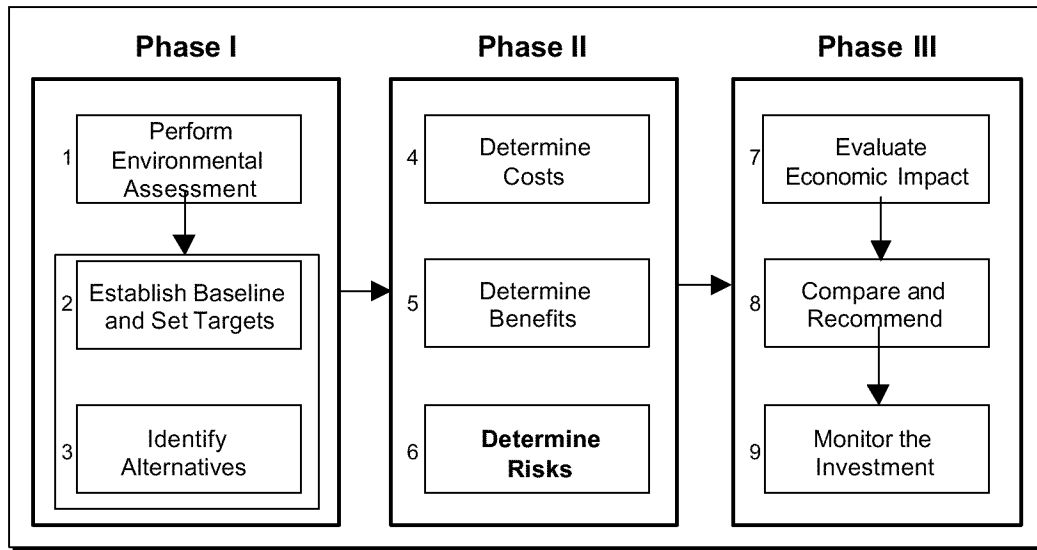 Phase I
1
Perform
Environmental
Assessment
2
Establish Baseline
and Set Targets
3
Identify
Alternatives
Phase II
4
Determine
Costs
5
Determine
Benefits
6
Determine
Risks
Phase III
7
Evaluate
Economic Impact
8
Compare and
Recommend
9
Monitor the
Investment